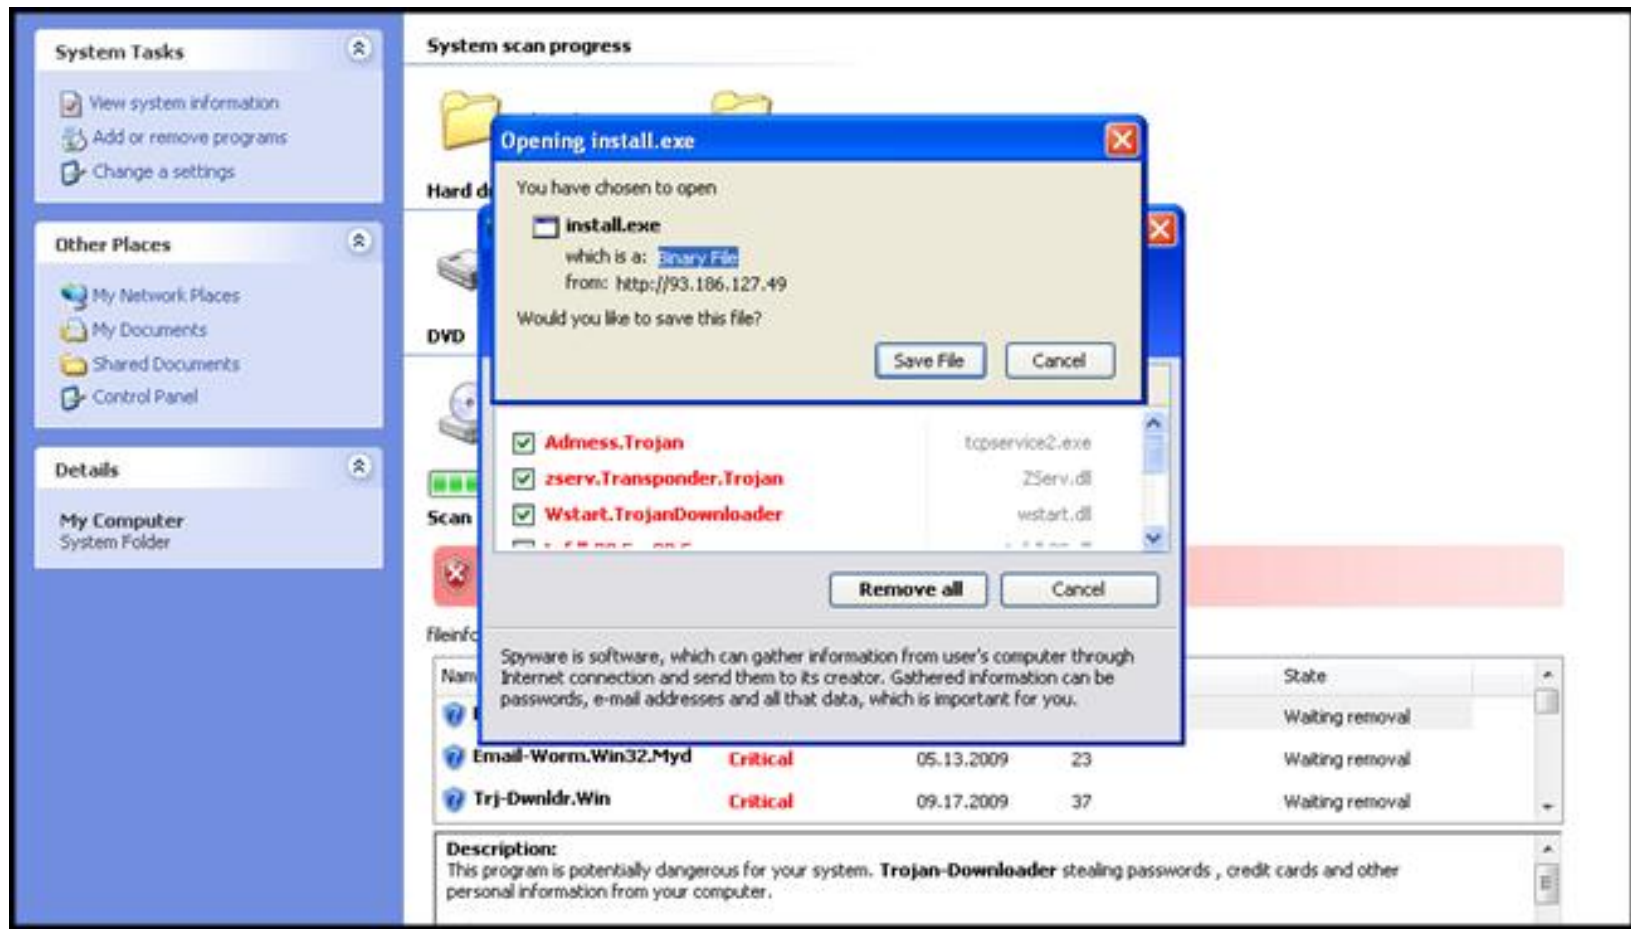 System Tasks
View system information
Add or remove programs
Change a settings
Other Places
My Network Places
My Documents
Shared Documents
Control Panel
Details
My Computer
System Folder
System scan progress
Hard
DVD
Scan
Opening install.exe
You have chosen to open
install.exe
which is a: Binary File
from: http://93.186.127.49
Would you like to save this file?
Save File Cancel
Admess.Trojan tcpservice2.exe
zserv.Transponder.Trojan ZServ.dll
Wstart.TrojanDownloader wstart.dll
Remove all Cancel
Spyware is software, which can gather information from user's computer through
Internet connection and send them to its creator. Gathered information can be
passwords, e-mail addresses and all that data, which is important for you.
State
Waiting removal
Email-Worm.Win32.Myd Critical 05.13.2009 23 Waiting removal
Trj-Dwnldr.Win Critical 09.17.2009 37 Waiting removal
Description:
This program is potentially dangerous for your system. Trojan-Downloader stealing passwords , credit cards and other
personal information from your computer.